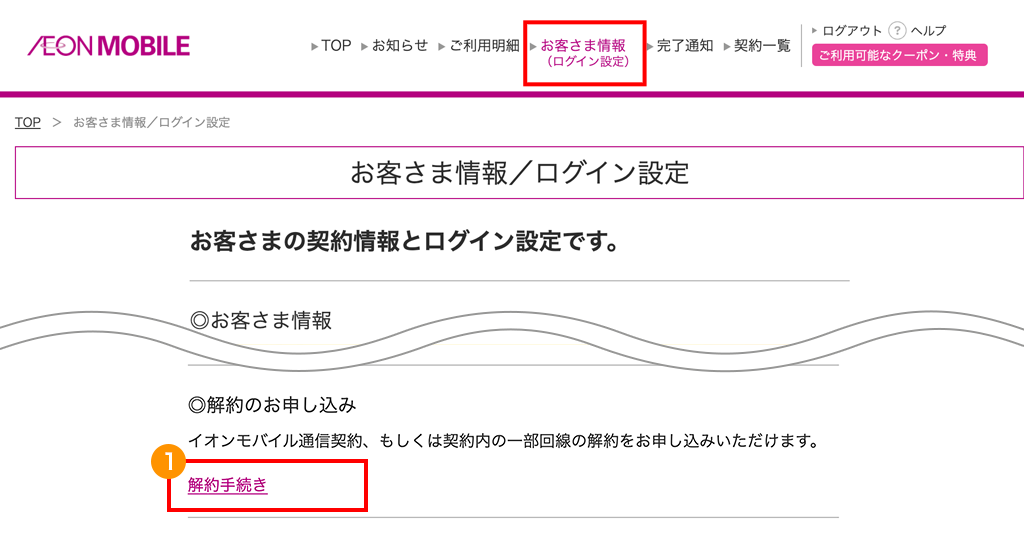 ÆON MOBILE
TOP お知らせ ご利用明細 お客さま情報 完了通知 契約一覧
(ログイン設定)
ログアウト ? ヘルプ
ご利用可能なクーポン・特典
TOP > お客さま情報／ログイン設定
お客さま情報／ログイン設定
お客さまの契約情報とログイン設定です。
◎お客さま情報
◎解約のお申し込み
イオンモバイル通信契約、もしくは契約内の一部回線の解約をお申し込みいただけます。
1
解約手続き